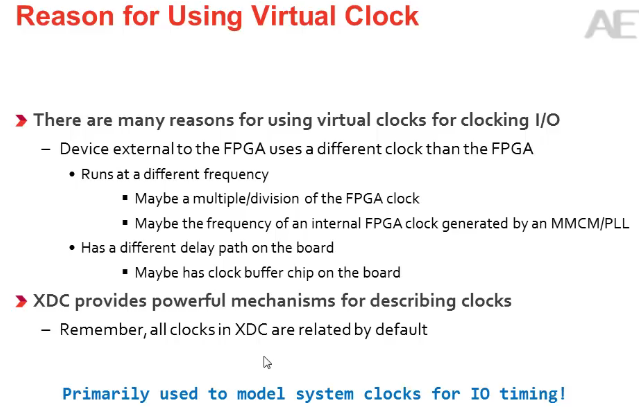 Reason for Using Virtual Clock
AE
There are many reasons for using virtual clocks for clocking I/O
– Device external to the FPGA uses a different clock than the FPGA
• Runs at a different frequency
▪ Maybe a multiple/division of the FPGA clock
▪ Maybe the frequency of an internal FPGA clock generated by an MMCM/PLL
• Has a different delay path on the board
▪ Maybe has clock buffer chip on the board
XDC provides powerful mechanisms for describing clocks
– Remember, all clocks in XDC are related by default
Primarily used to model system clocks for IO timing!